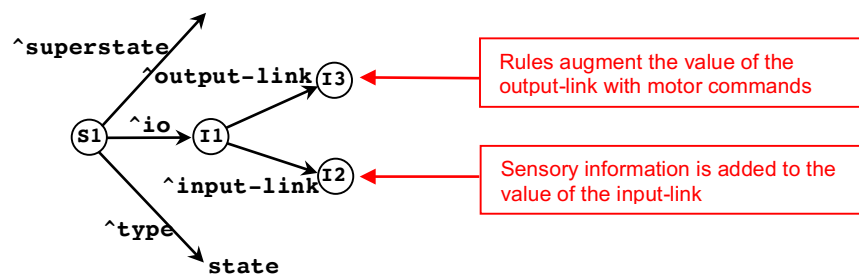 ^superstate
^output-link
I3
S1
^io
I1
^input-link
I2
^type
state
Rules augment the value of the
output-link with motor commands
Sensory information is added to the
value of the input-link